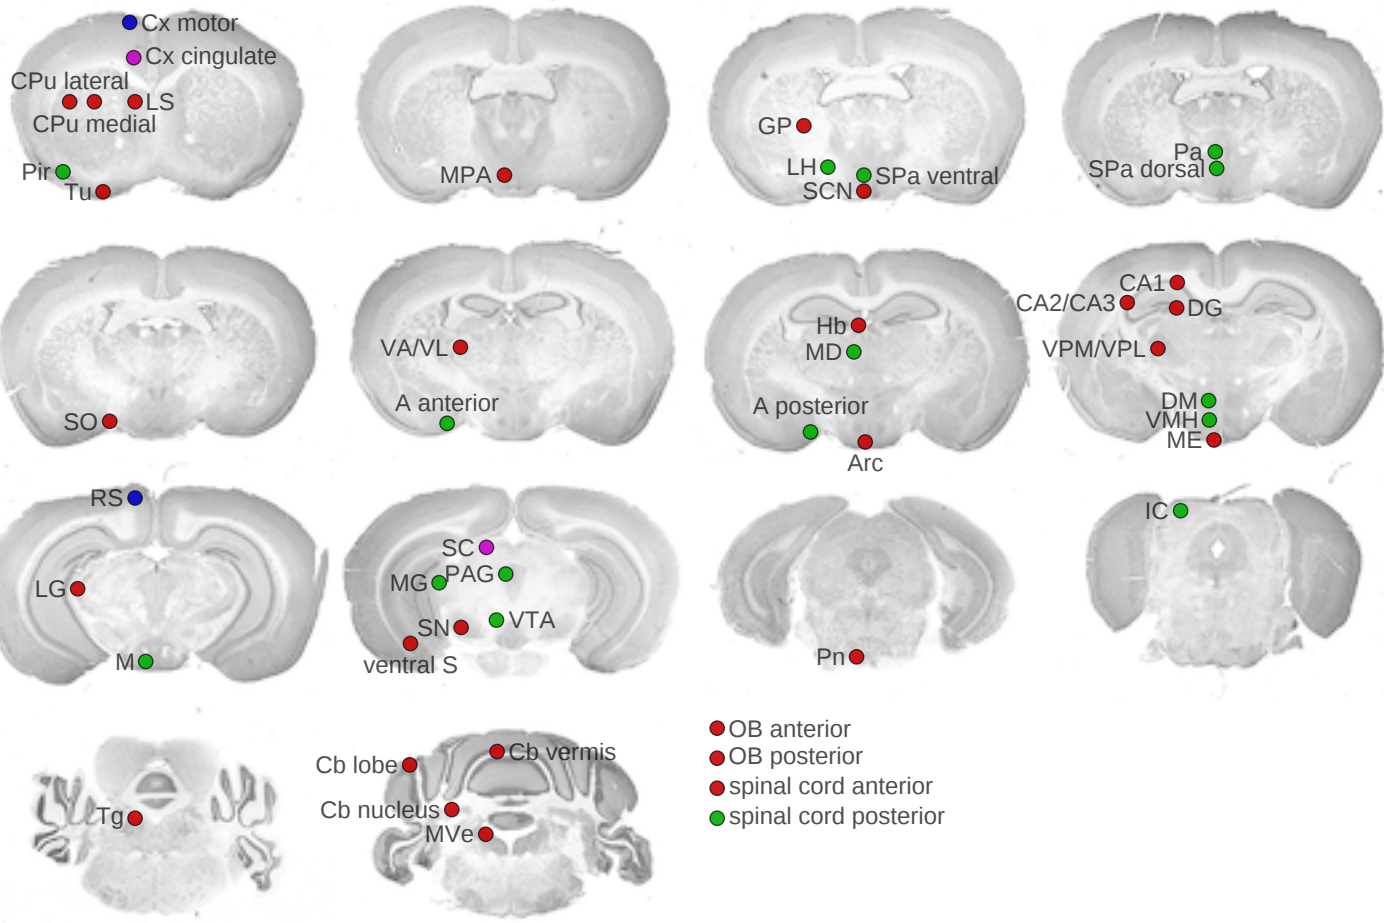 Cx motor
Cx cingulate
CPu lateral
LS
CPu medial
Pir
Tu
MPA
GP
LH
SPa ventral
SCN
Pa
SPa dorsal
SO
VA/VL
A anterior
Hb
MD
A posterior
Arc
CA1
CA2/CA3
DG
VPM/VPL
DM
VMH
ME
RS
LG
M
SC
MG
PAG
VTA
SN
ventral S
Pn
IC
Tg
Cb lobe
Cb vermis
Cb nucleus
MVe
OB anterior
OB posterior
spinal cord anterior
spinal cord posterior